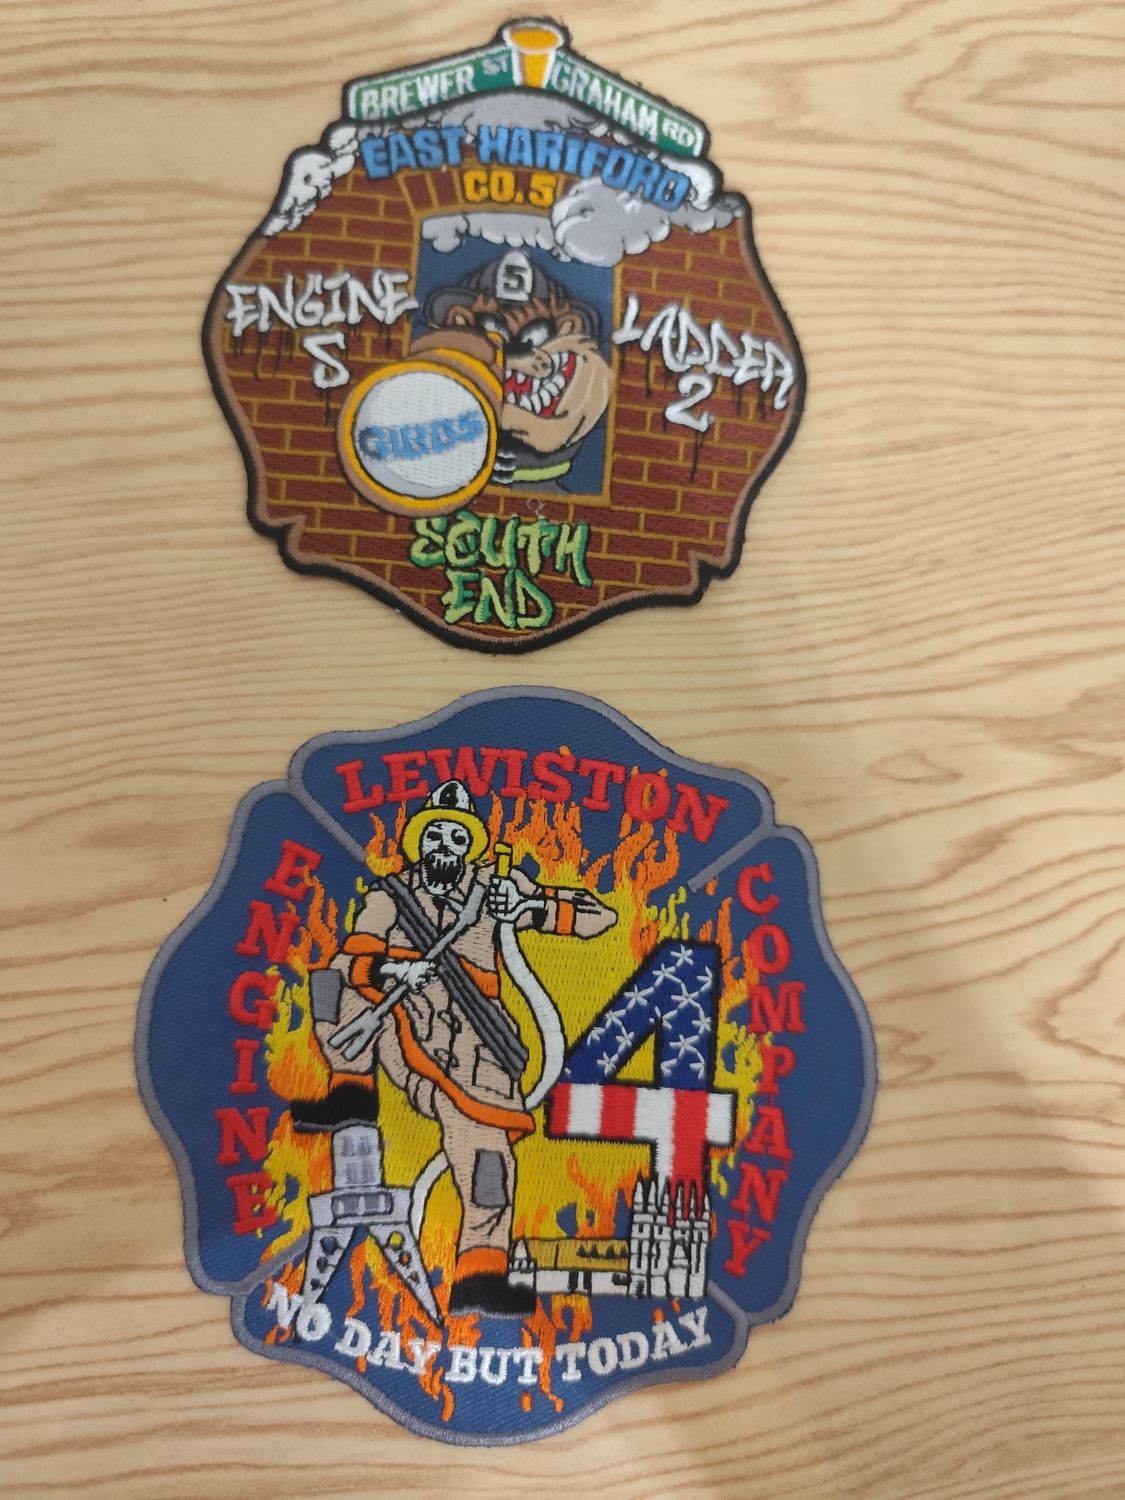 BREWER ST GRAHAM RD
EAST HARTFORD
CO.5
5
ENGINE
5
LADDER
2
GIBBS
SOUTH
END
LEWISTON
4
ENGINE
COMPANY
4
NO DAY BUT TODAY